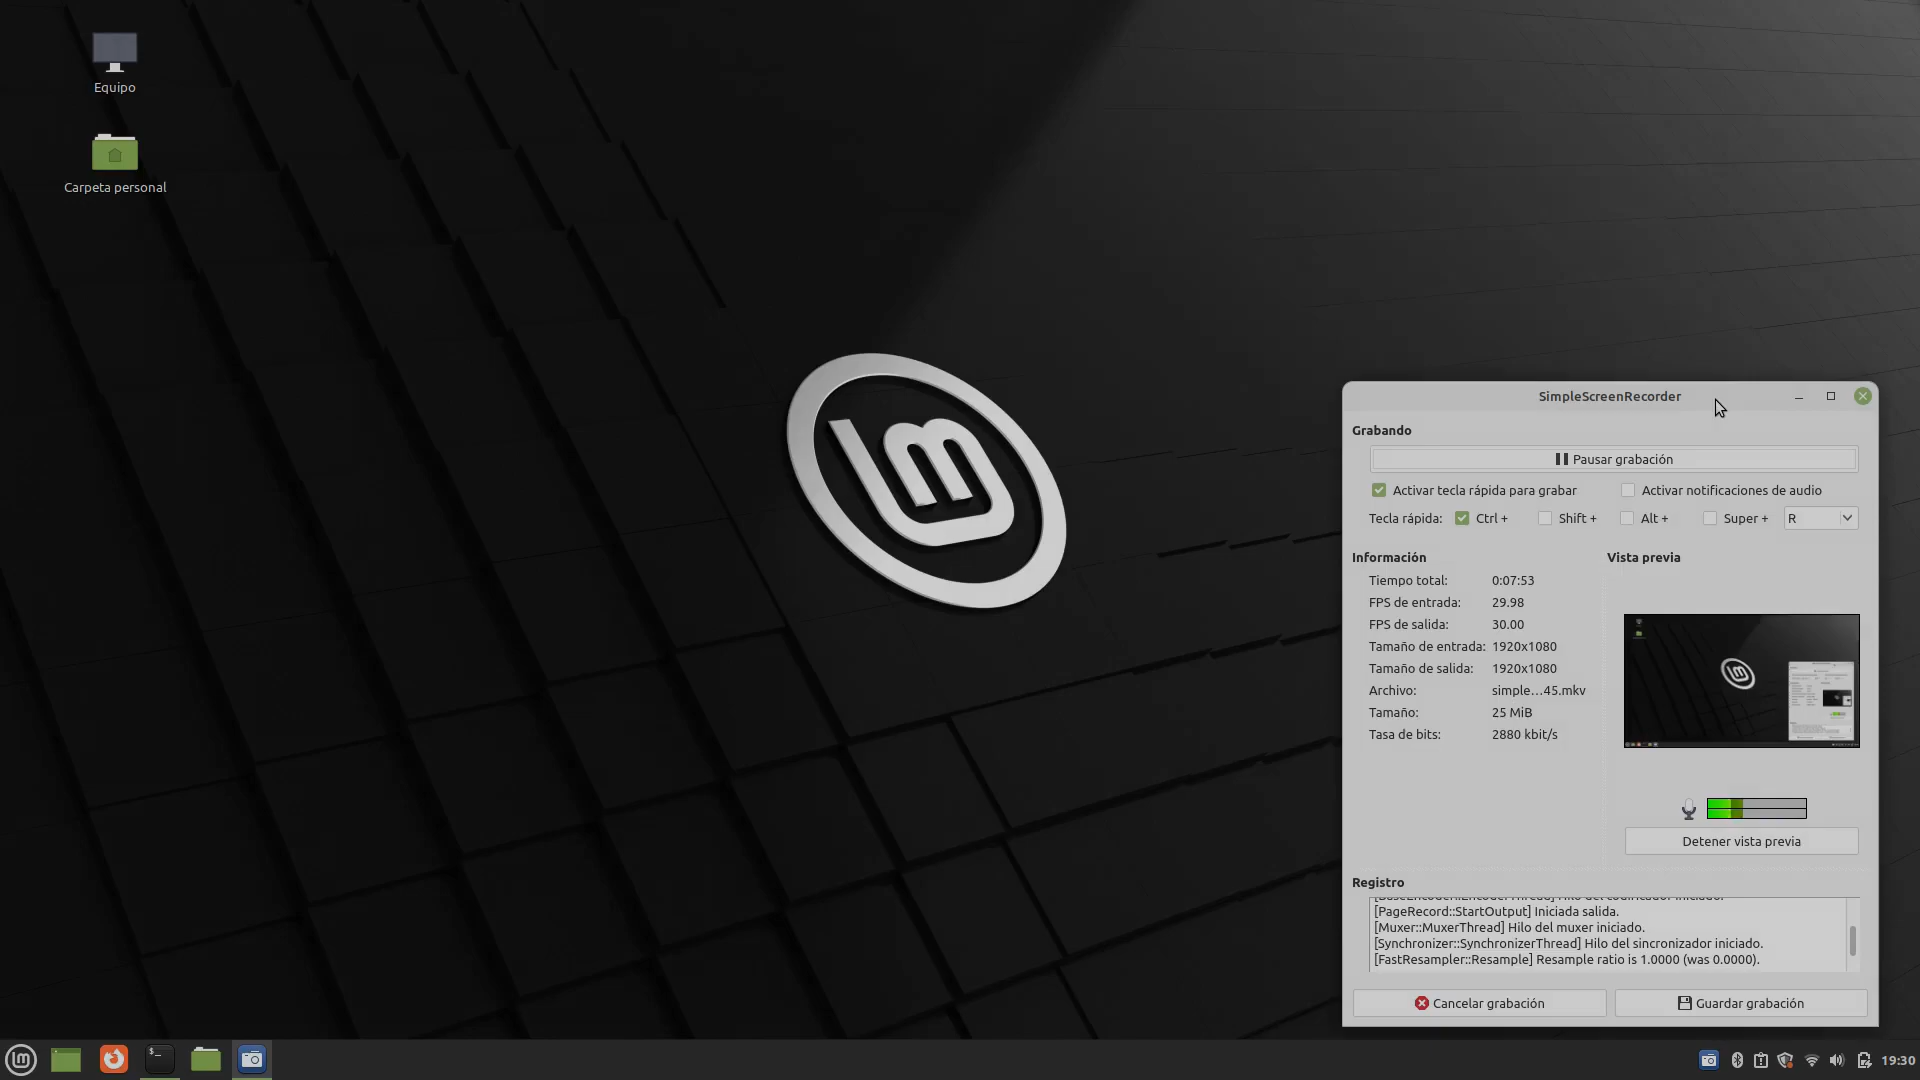 Equipo
Carpeta personal
SimpleScreenRecorder
Grabando
Pausar grabación
Activar tecla rápida para grabar
Activar notificaciones de audio
Tecla rápida: Ctrl + Shift + Alt + Super + R
Información
Vista previa
Tiempo total: 0:07:53
FPS de entrada: 29.98
FPS de salida: 30.00
Tamaño de entrada: 1920x1080
Tamaño de salida: 1920x1080
Archivo: simple...45.mkv
Tamaño: 25 MiB
Tasa de bits: 2880 kbit/s
Detener vista previa
Registro
[PageRecord::StartOutput] Iniciada salida.
[Muxer::MuxerThread] Hilo del muxer iniciado.
[Synchronizer::SynchronizerThread] Hilo del sincronizador iniciado.
[FastResampler::Resample] Resample ratio is 1.0000 (was 0.0000).
Cancelar grabación
Guardar grabación
19:30